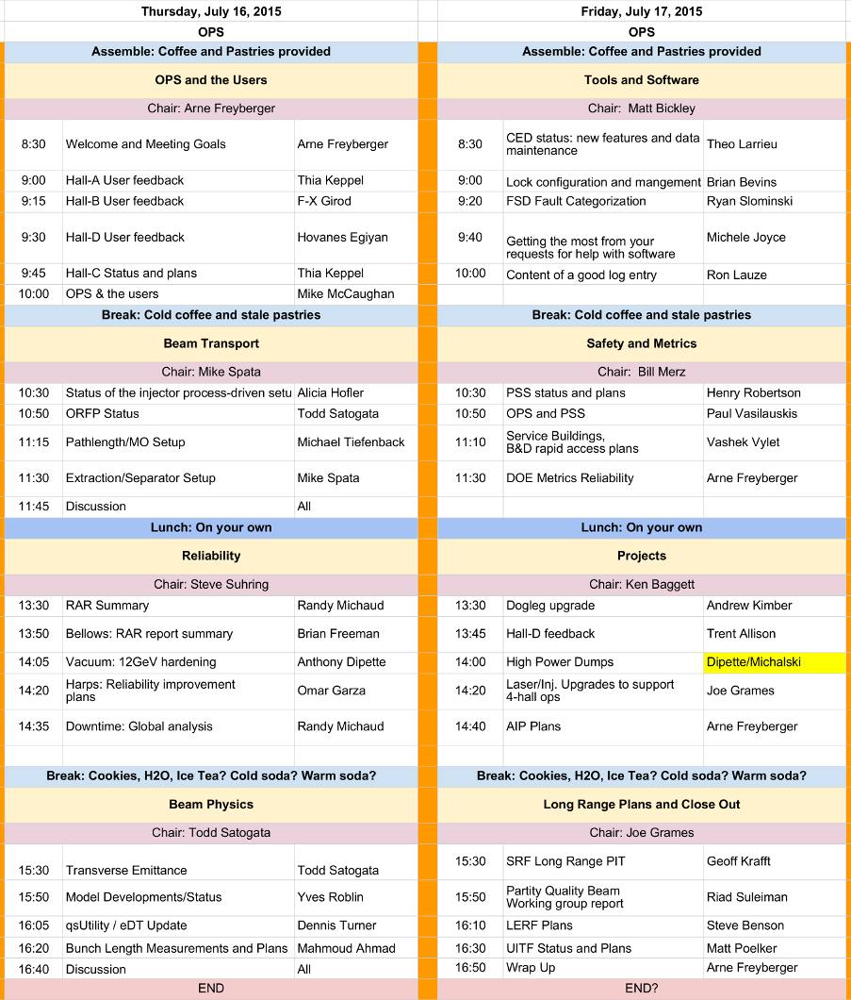 Thursday, July 16, 2015
OPS
Assemble: Coffee and Pastries provided
OPS and the Users
Chair: Arne Freyberger
8:30 Welcome and Meeting Goals Arne Freyberger
9:00 Hall-A User feedback Thia Keppel
9:15 Hall-B User feedback F-X Girod
9:30 Hall-D User feedback Hovanes Egiyan
9:45 Hall-C Status and plans Thia Keppel
10:00 OPS & the users Mike McCaughan
Break: Cold coffee and stale pastries
Beam Transport
Chair: Mike Spata
10:30 Status of the injector process-driven setu Alicia Hofler
10:50 ORFP Status Todd Satogata
11:15 Pathlength/MO Setup Michael Tiefenback
11:30 Extraction/Separator Setup Mike Spata
11:45 Discussion All
Lunch: On your own
Reliability
Chair: Steve Suhring
13:30 RAR Summary Randy Michaud
13:50 Bellows: RAR report summary Brian Freeman
14:05 Vacuum: 12GeV hardening Anthony Dipette
14:20 Harps: Reliability improvement
plans Omar Garza
14:35 Downtime: Global analysis Randy Michaud
Break: Cookies, H2O, Ice Tea? Cold soda? Warm soda?
Beam Physics
Chair: Todd Satogata
15:30 Transverse Emittance Todd Satogata
15:50 Model Developments/Status Yves Roblin
16:05 qsUtility / eDT Update Dennis Turner
16:20 Bunch Length Measurements and Plans Mahmoud Ahmad
16:40 Discussion All
END
Friday, July 17, 2015
OPS
Assemble: Coffee and Pastries provided
Tools and Software
Chair: Matt Bickley
8:30 CED status: new features and data
maintenance Theo Larrieu
9:00 Lock configuration and mangement Brian Bevins
9:20 FSD Fault Categorization Ryan Slominski
9:40 Getting the most from your
requests for help with software Michele Joyce
10:00 Content of a good log entry Ron Lauze
Break: Cold coffee and stale pastries
Safety and Metrics
Chair: Bill Merz
10:30 PSS status and plans Henry Robertson
10:50 OPS and PSS Paul Vasilauskis
11:10 Service Buildings,
B&D rapid access plans Vashek Vylet
11:30 DOE Metrics Reliability Arne Freyberger
Lunch: On your own
Projects
Chair: Ken Baggett
13:30 Dogleg upgrade Andrew Kimber
13:45 Hall-D feedback Trent Allison
14:00 High Power Dumps Dipette/Michalski
14:20 Laser/Inj. Upgrades to support
4-hall ops Joe Grames
14:40 AIP Plans Arne Freyberger
Break: Cookies, H2O, Ice Tea? Cold soda? Warm soda?
Long Range Plans and Close Out
Chair: Joe Grames
15:30 SRF Long Range PIT Geoff Krafft
15:50 Partity Quality Beam
Working group report Riad Suleiman
16:10 LERF Plans Steve Benson
16:30 UITF Status and Plans Matt Poelker
16:50 Wrap Up Arne Freyberger
END?